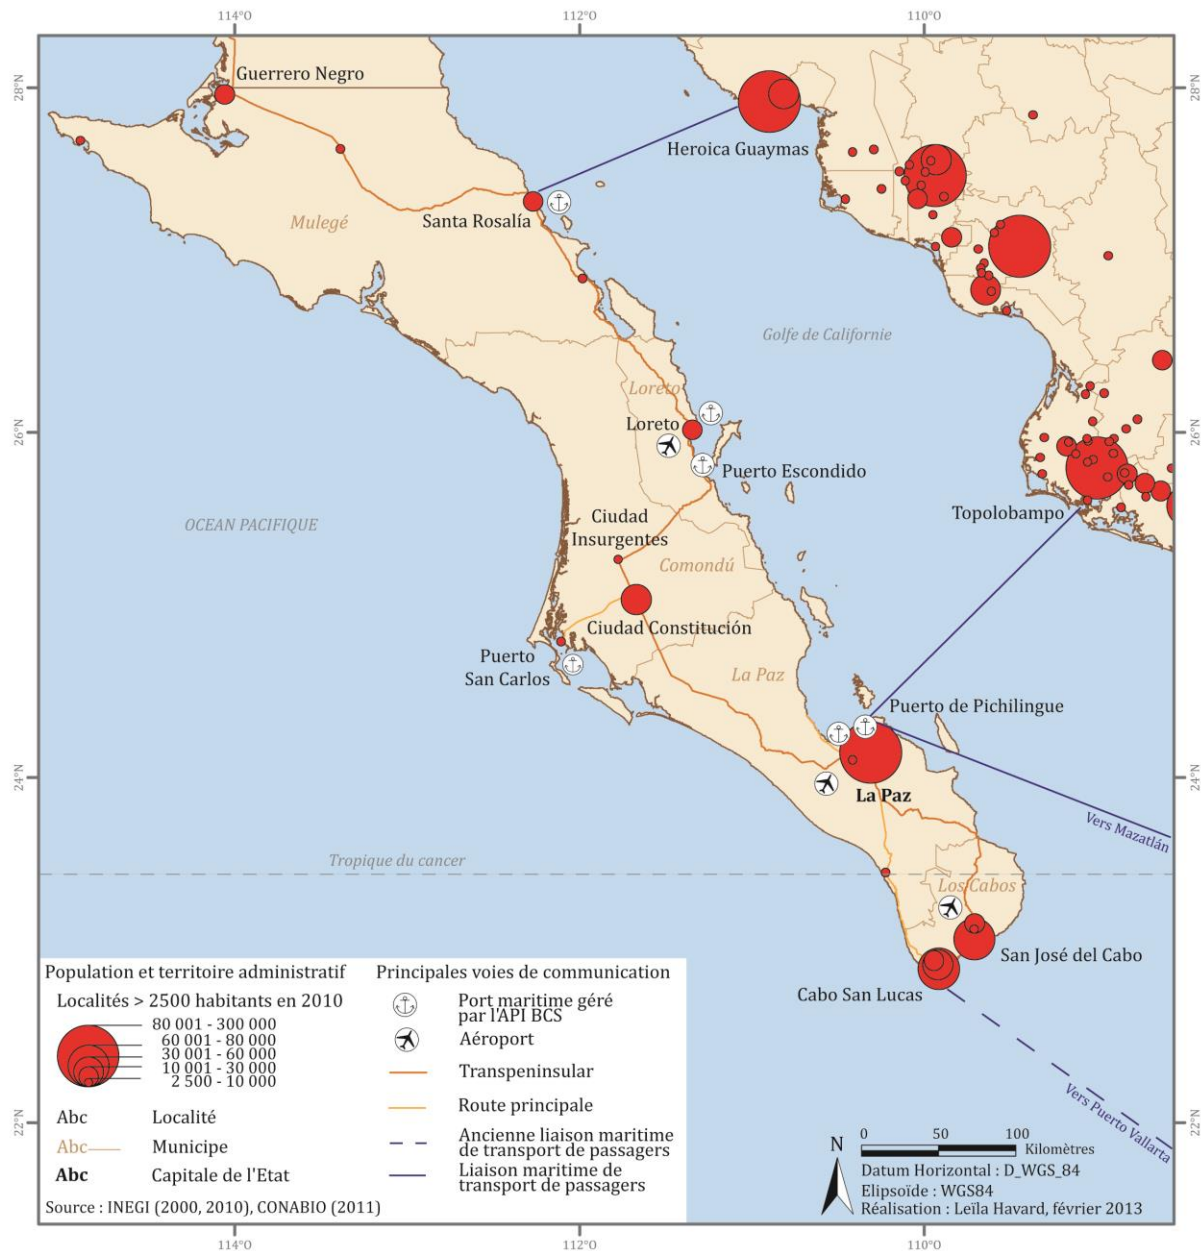 114°O
112°O
110°O
28°N
28°N
Guerrero Negro
Heroica Guaymas
Mulegé
Santa Rosalía
Golfe de Californie
Loreto
26°N
26°N
Loreto
Puerto Escondido
OCEAN PACIFIQUE
Ciudad
Insurgentes
Topolobampo
Comondú
Ciudad Constitución
Puerto
San Carlos
La Paz
Puerto de Pichilingue
24°N
24°N
La Paz
Vers Mazatlán
Tropique du cancer
Los Cabos
San José del Cabo
Cabo San Lucas
Vers Puerto Vallarta
22°N
22°N
Population et territoire administratif
Localités > 2500 habitants en 2010
80 001 - 300 000
60 001 - 80 000
30 001 - 60 000
10 001 - 30 000
2 500 - 10 000
Abc Localité
Abc Municipe
Abc Capitale de l'Etat
Source : INEGI (2000, 2010), CONABIO (2011)
Principales voies de communication
Port maritime géré
par l'API BCS
Aéroport
Transpeninsular
Route principale
Ancienne liaison maritime
de transport de passagers
Liaison maritime de
transport de passagers
N
0 50 100
Kilomètres
Datum Horizontal : D_WGS_84
Elipsoïde : WGS84
Réalisation : Leïla Havard, février 2013
114°O
112°O
110°O